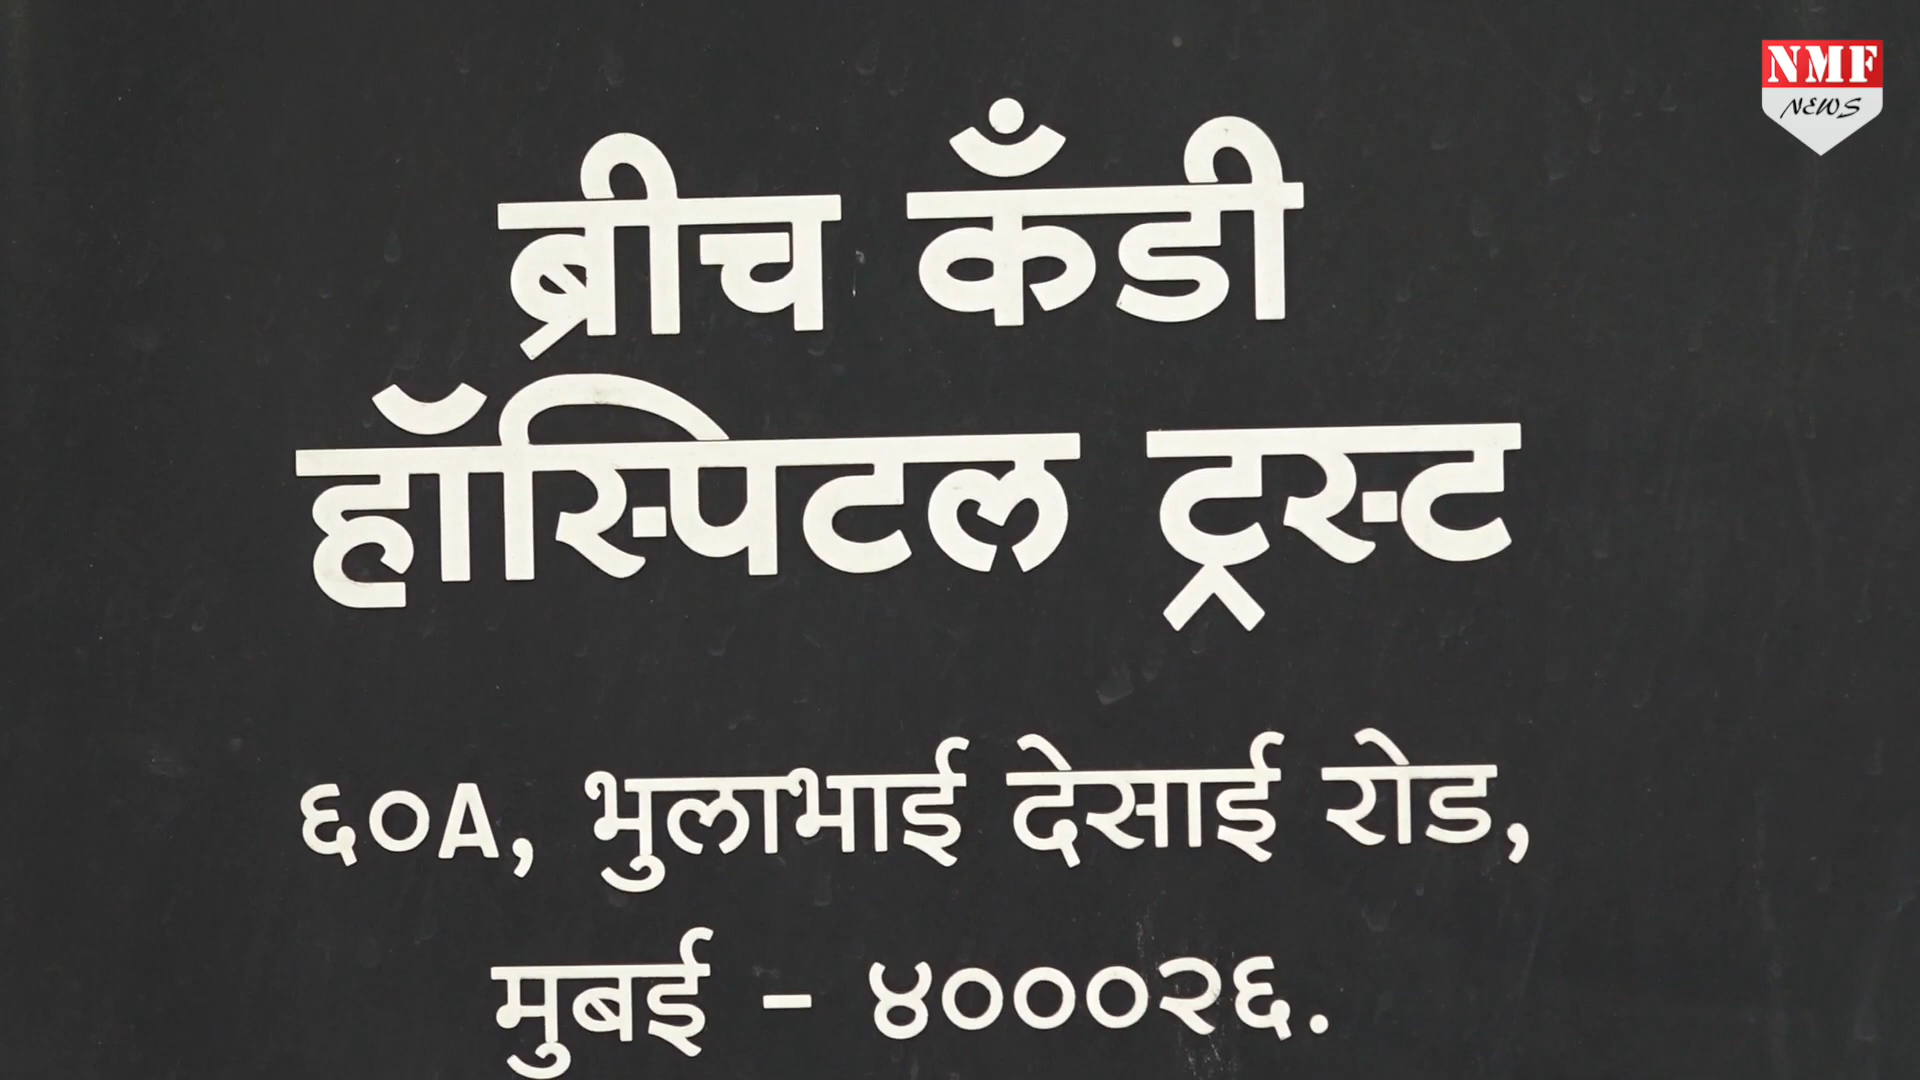 NMF
NEWS
ब्रीच कँडी
हॉस्पिटल ट्रस्ट
६०A, भुलाभाई देसाई रोड,
मुबई - ४०००२६.